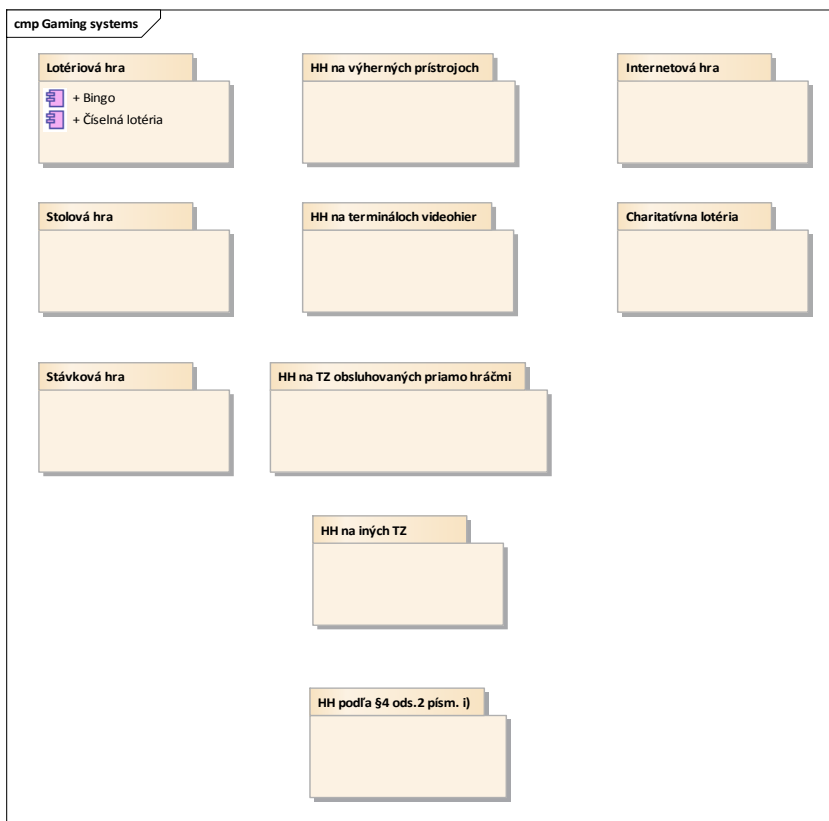 cmp Gaming systems
Lotériová hra
+ Bingo
+ Číselná lotéria
HH na výherných prístrojoch
Internetová hra
Stolová hra
HH na termináloch videohier
Charitatívna lotéria
Stávková hra
HH na TZ obsluhovaných priamo hráčmi
HH na iných TZ
HH podľa §4 ods.2 písm. i)